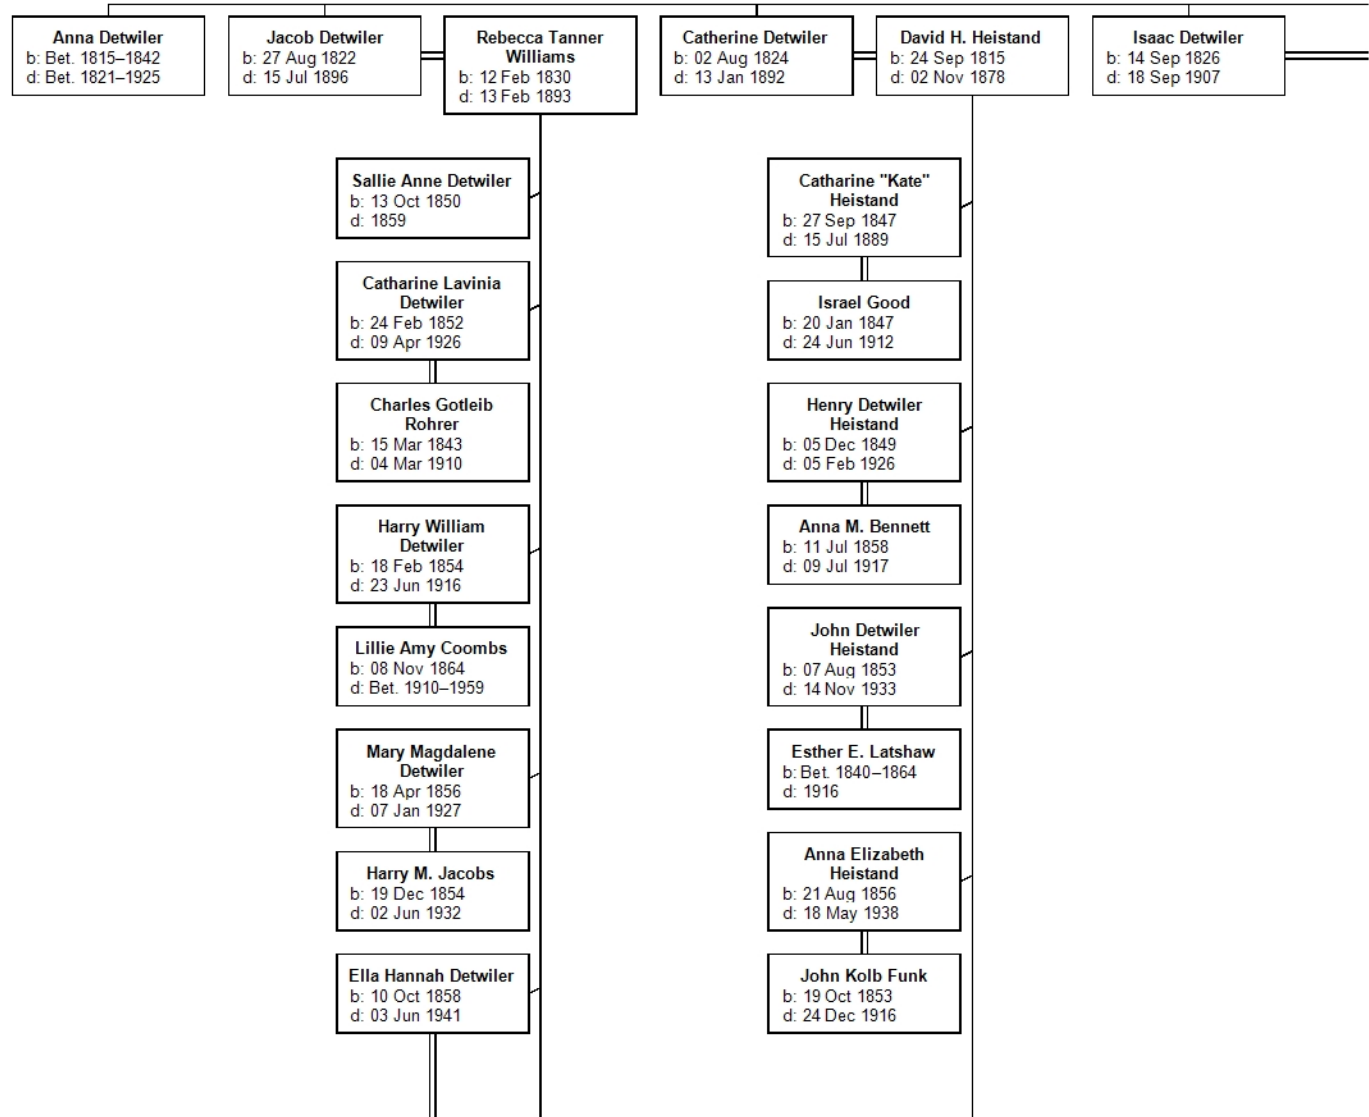 Anna Detwiler
b: Bet. 1815–1842
d: Bet. 1821–1925
Jacob Detwiler
b: 27 Aug 1822
d: 15 Jul 1896
Rebecca Tanner
Williams
b: 12 Feb 1830
d: 13 Feb 1893
Catherine Detwiler
b: 02 Aug 1824
d: 13 Jan 1892
David H. Heistand
b: 24 Sep 1815
d: 02 Nov 1878
Isaac Detwiler
b: 14 Sep 1826
d: 18 Sep 1907
Sallie Anne Detwiler
b: 13 Oct 1850
d: 1859
Catharine Lavinia
Detwiler
b: 24 Feb 1852
d: 09 Apr 1926
Charles Gotleib
Rohrer
b: 15 Mar 1843
d: 04 Mar 1910
Harry William
Detwiler
b: 18 Feb 1854
d: 23 Jun 1916
Lillie Amy Coombs
b: 08 Nov 1864
d: Bet. 1910–1959
Mary Magdalene
Detwiler
b: 18 Apr 1856
d: 07 Jan 1927
Harry M. Jacobs
b: 19 Dec 1854
d: 02 Jun 1932
Ella Hannah Detwiler
b: 10 Oct 1858
d: 03 Jun 1941
Catharine "Kate"
Heistand
b: 27 Sep 1847
d: 15 Jul 1889
Israel Good
b: 20 Jan 1847
d: 24 Jun 1912
Henry Detwiler
Heistand
b: 05 Dec 1849
d: 05 Feb 1926
Anna M. Bennett
b: 11 Jul 1858
d: 09 Jul 1917
John Detwiler
Heistand
b: 07 Aug 1853
d: 14 Nov 1933
Esther E. Latshaw
b: Bet. 1840–1864
d: 1916
Anna Elizabeth
Heistand
b: 21 Aug 1856
d: 18 May 1938
John Kolb Funk
b: 19 Oct 1853
d: 24 Dec 1916